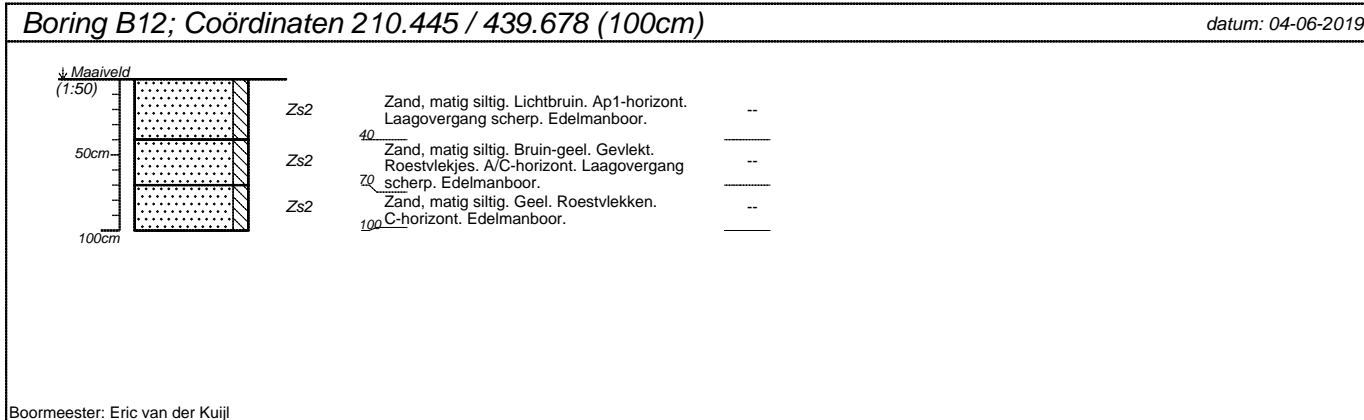 Boring B12; Coördinaten 210.445 / 439.678 (100cm)
datum: 04-06-2019
Maaiveld
(1:50)
Zs2
Zand, matig siltig. Lichtbruin. Ap1-horizont.
Laagovergang scherp. Edelmanboor.
--
40
50cm
Zs2
Zand, matig siltig. Bruin-geel. Gevlekt.
Roestvlekjes. A/C-horizont. Laagovergang
scherp. Edelmanboor.
--
70
Zs2
Zand, matig siltig. Geel. Roestvlekken.
C-horizont. Edelmanboor.
--
100
100cm
Boormeester: Eric van der Kuijl